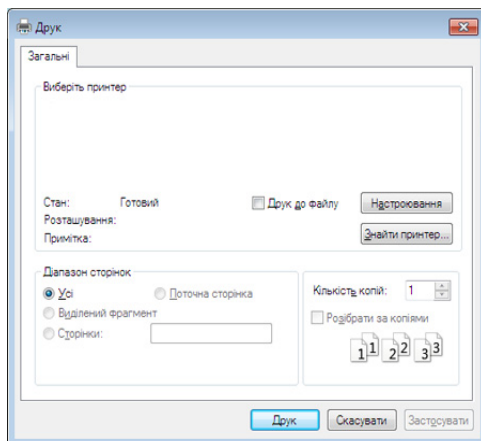 Друк
Загальні
Виберіть принтер
Стан: Готовий
Друк до файлу
Настроювання
Розташування:
Примітка:
Знайти принтер...
Діапазон сторінок
Усі
Поточна сторінка
Виділений фрагмент
Сторінки:
Кількість копій: 1
Розібрати за копіями
1 1 2 2 3 3
Друк
Скасувати
Застосувати